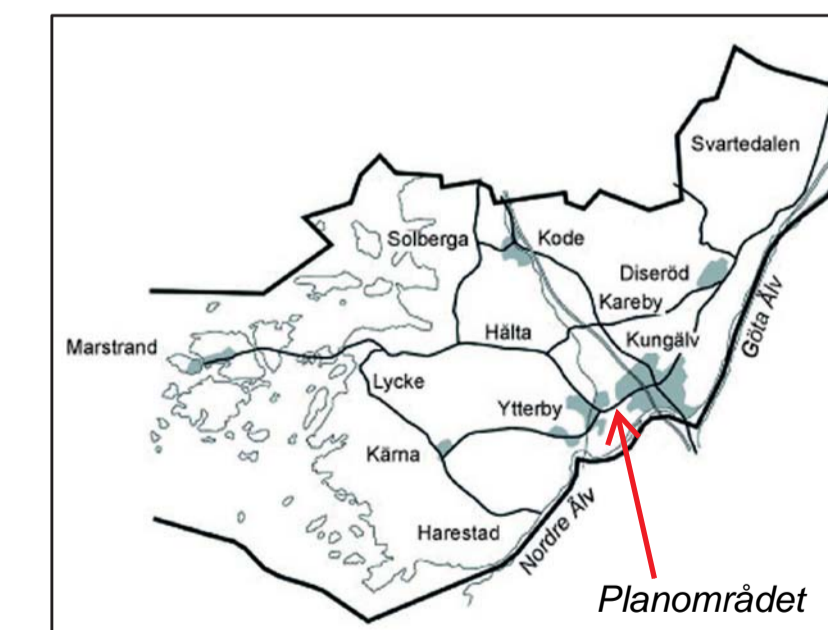 Svartedalen
Solberga
Kode
Diseröd
Kareby
Göta Älv
Hälta
Kungälv
Marstrand
Lycke
Ytterby
Kärna
Nordre Älv
Harestad
Planområdet